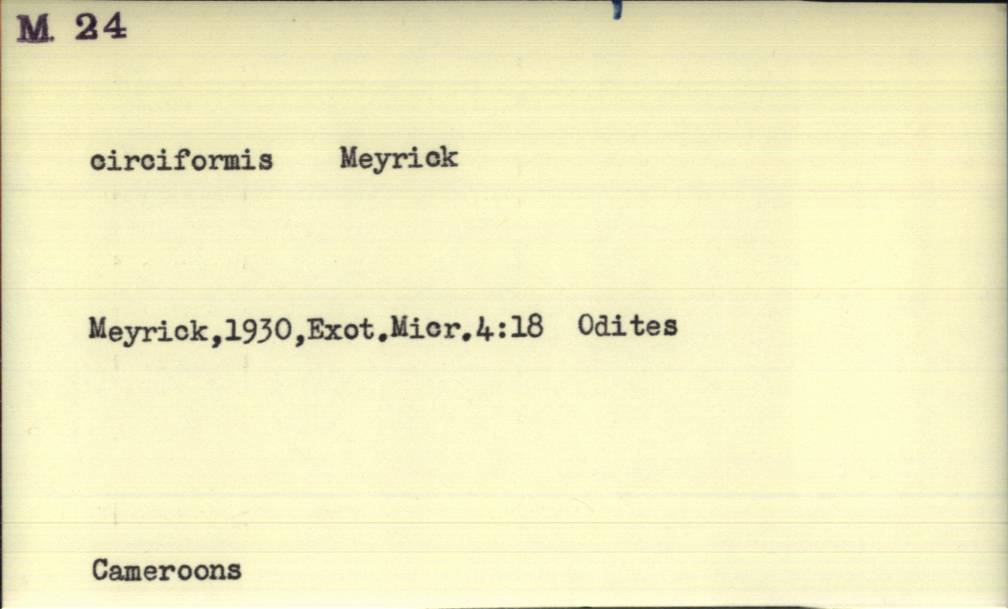 M. 24
circiformis Meyrick
Meyrick,1930,Exot.Micr.4:18 Odites
Cameroons